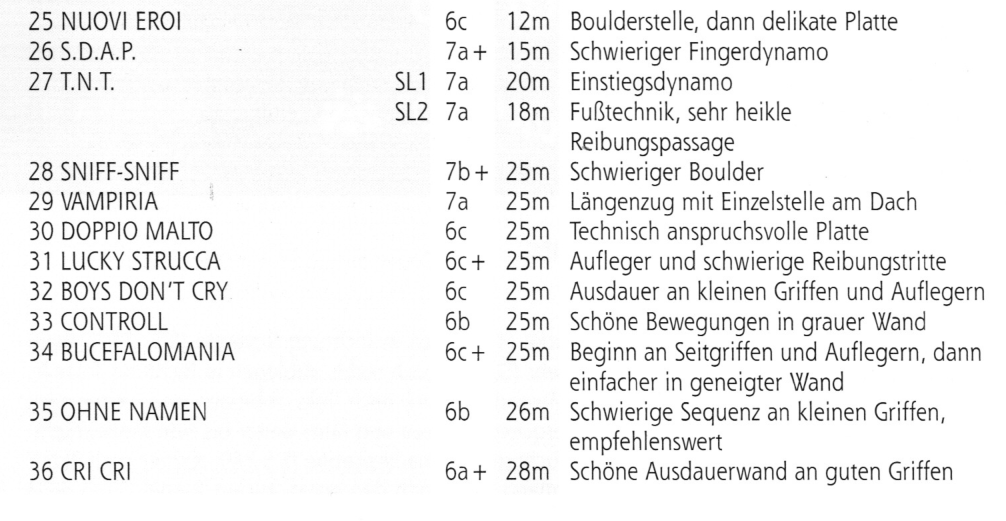 25 NUOVI EROI 6c 12m Boulderstelle, dann delikate Platte
26 S.D.A.P. 7a+ 15m Schwieriger Fingerdynamo
27 T.N.T. SL1 7a 20m Einstiegsdynamo
SL2 7a 18m Fußtechnik, sehr heikle
Reibungspassage
28 SNIFF-SNIFF 7b+ 25m Schwieriger Boulder
29 VAMPIRIA 7a 25m Längenzug mit Einzelstelle am Dach
30 DOPPIO MALTO 6c 25m Technisch anspruchsvolle Platte
31 LUCKY STRUCCA 6c+ 25m Aufleger und schwierige Reibungstritte
32 BOYS DON'T CRY 6c 25m Ausdauer an kleinen Griffen und Auflegern
33 CONTROLL 6b 25m Schöne Bewegungen in grauer Wand
34 BUCEFALOMANIA 6c+ 25m Beginn an Seitgriffen und Auflegern, dann
einfacher in geneigter Wand
35 OHNE NAMEN 6b 26m Schwierige Sequenz an kleinen Griffen,
empfehlenswert
36 CRI CRI 6a+ 28m Schöne Ausdauerwand an guten Griffen